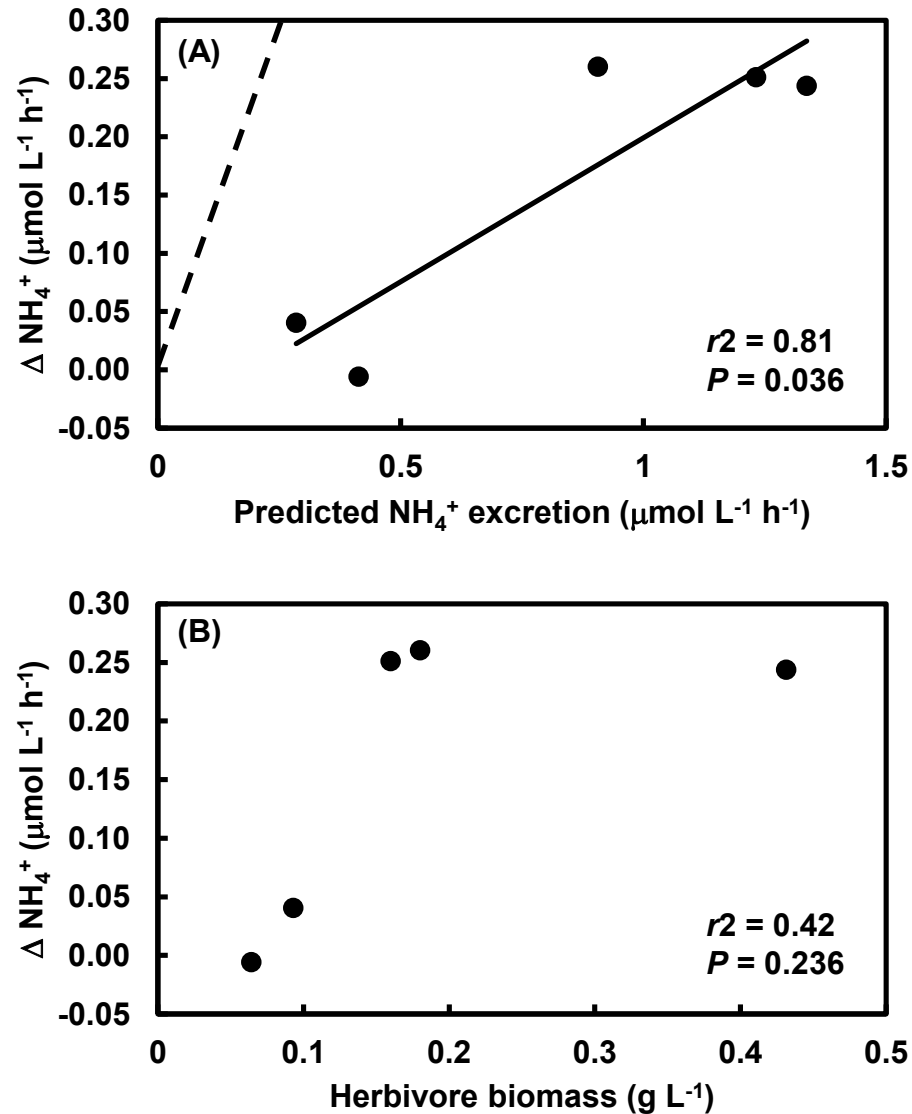 (A)
0.30
0.25
0.20
0.15
0.10
0.05
0.00
-0.05
Δ NH₄⁺ (μmol L⁻¹ h⁻¹)
r2 = 0.81
P = 0.036
0 0.5 1 1.5
Predicted NH₄⁺ excretion (μmol L⁻¹ h⁻¹)
(B)
0.30
0.25
0.20
0.15
0.10
0.05
0.00
-0.05
Δ NH₄⁺ (μmol L⁻¹ h⁻¹)
r2 = 0.42
P = 0.236
0 0.1 0.2 0.3 0.4 0.5
Herbivore biomass (g L⁻¹)